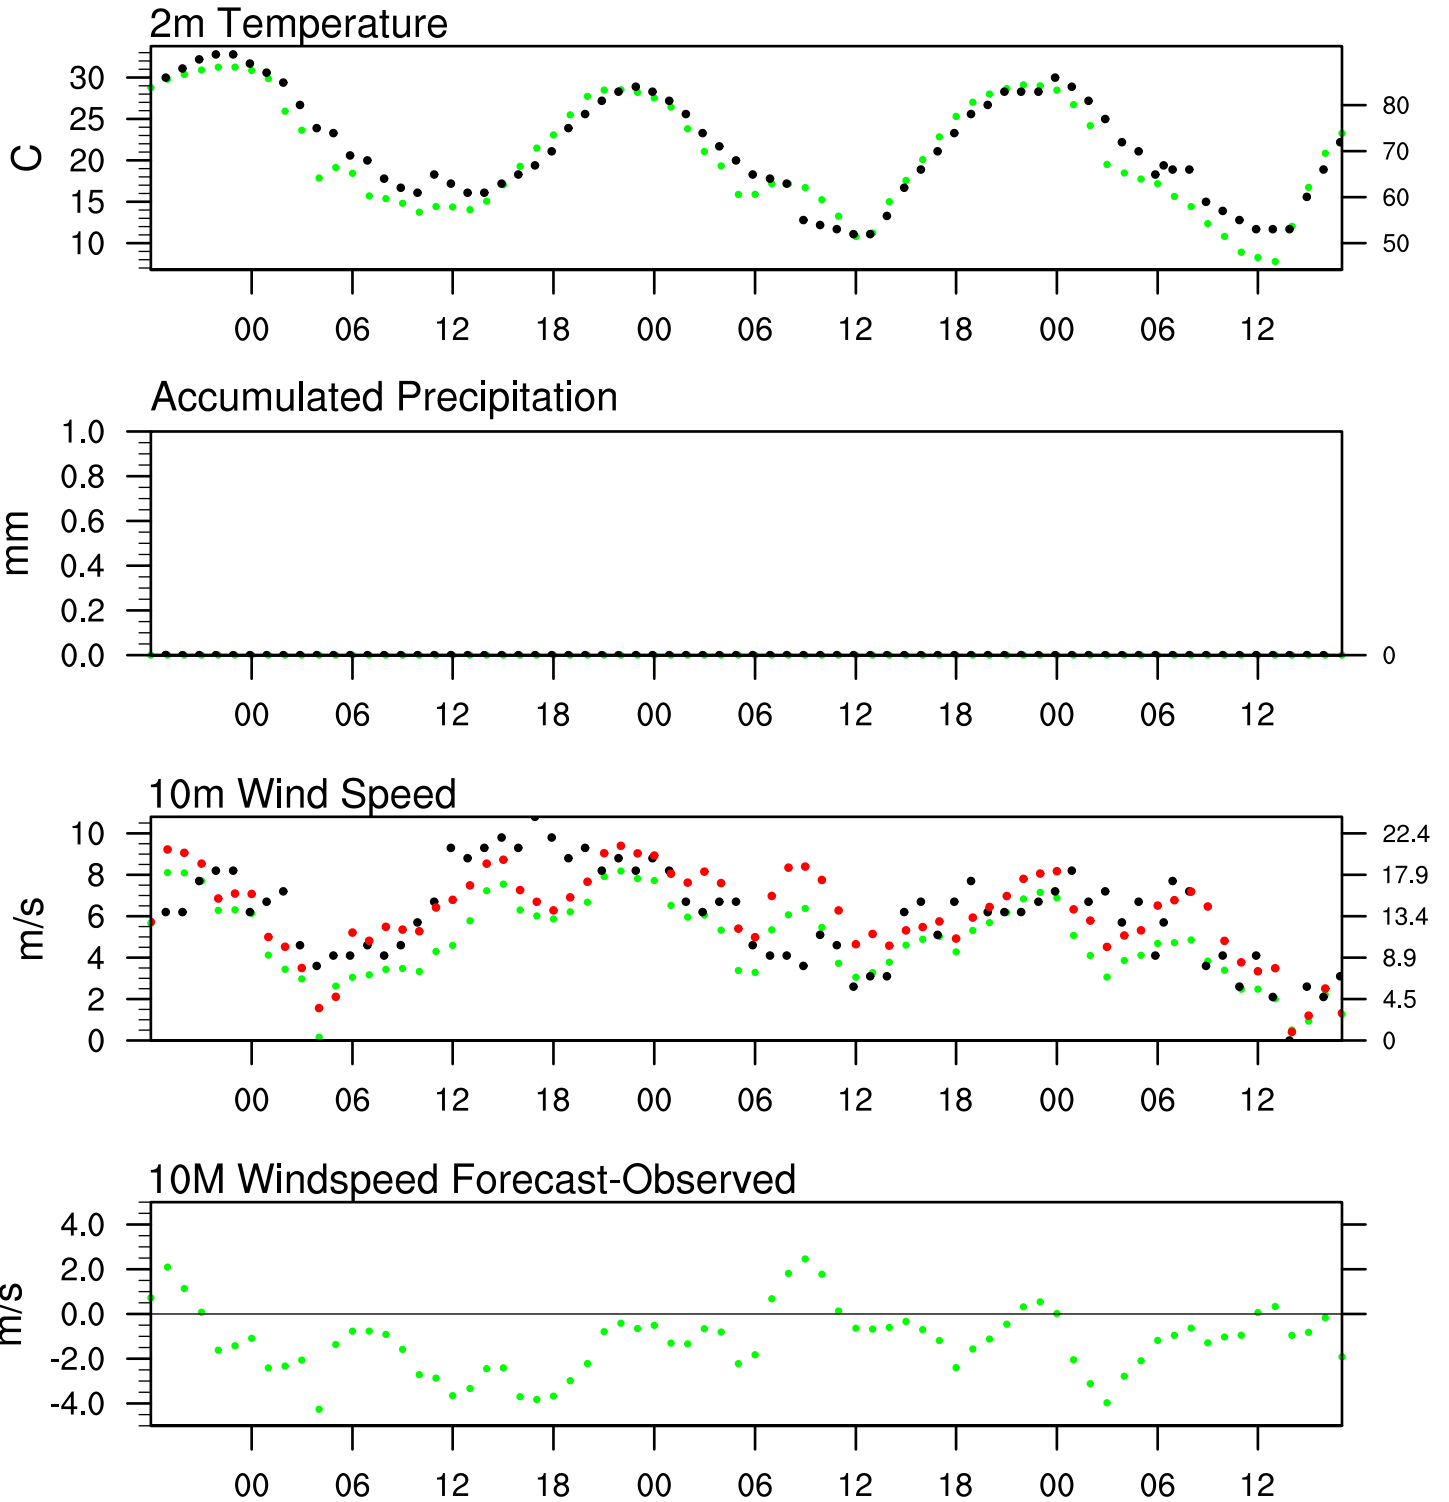 2m Temperature
30
25
20
15
10
C
80
70
60
50
00 06 12 18 00 06 12 18 00 06 12
Accumulated Precipitation
1.0
0.8
0.6
0.4
0.2
0.0
mm
0
00 06 12 18 00 06 12 18 00 06 12
10m Wind Speed
10
8
6
4
2
0
m/s
22.4
17.9
13.4
8.9
4.5
0
00 06 12 18 00 06 12 18 00 06 12
10M Windspeed Forecast-Observed
4.0
2.0
0.0
-2.0
-4.0
m/s
00 06 12 18 00 06 12 18 00 06 12